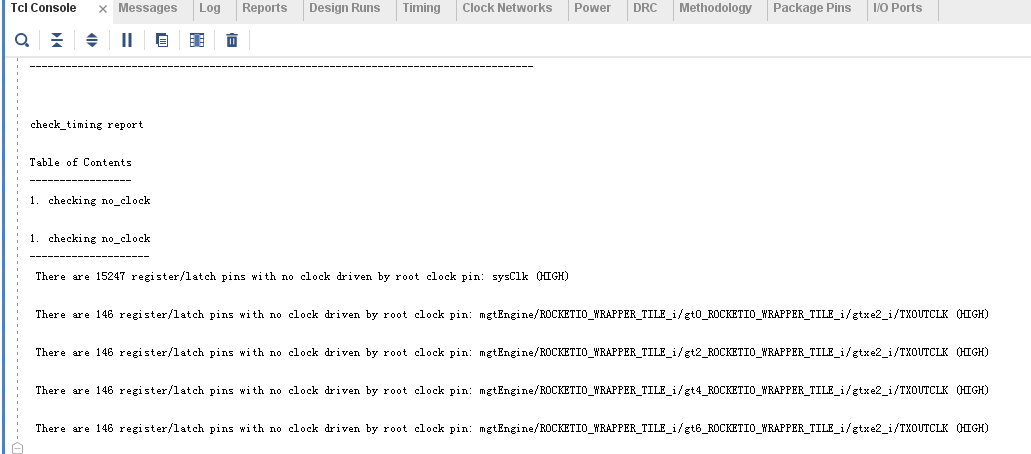 Tcl Console × Messages Log Reports Design Runs Timing Clock Networks Power DRC Methodology Package Pins I/O Ports
------------------------------------------------------------------------------------
check_timing report
Table of Contents
-----------------
1. checking no_clock
1. checking no_clock
--------------------
There are 15247 register/latch pins with no clock driven by root clock pin: sysClk (HIGH)
There are 146 register/latch pins with no clock driven by root clock pin: mgtEngine/ROCKETIO_WRAPPER_TILE_i/gt0_ROCKETIO_WRAPPER_TILE_i/gtxe2_i/TXOUTCLK (HIGH)
There are 146 register/latch pins with no clock driven by root clock pin: mgtEngine/ROCKETIO_WRAPPER_TILE_i/gt2_ROCKETIO_WRAPPER_TILE_i/gtxe2_i/TXOUTCLK (HIGH)
There are 146 register/latch pins with no clock driven by root clock pin: mgtEngine/ROCKETIO_WRAPPER_TILE_i/gt4_ROCKETIO_WRAPPER_TILE_i/gtxe2_i/TXOUTCLK (HIGH)
There are 146 register/latch pins with no clock driven by root clock pin: mgtEngine/ROCKETIO_WRAPPER_TILE_i/gt6_ROCKETIO_WRAPPER_TILE_i/gtxe2_i/TXOUTCLK (HIGH)